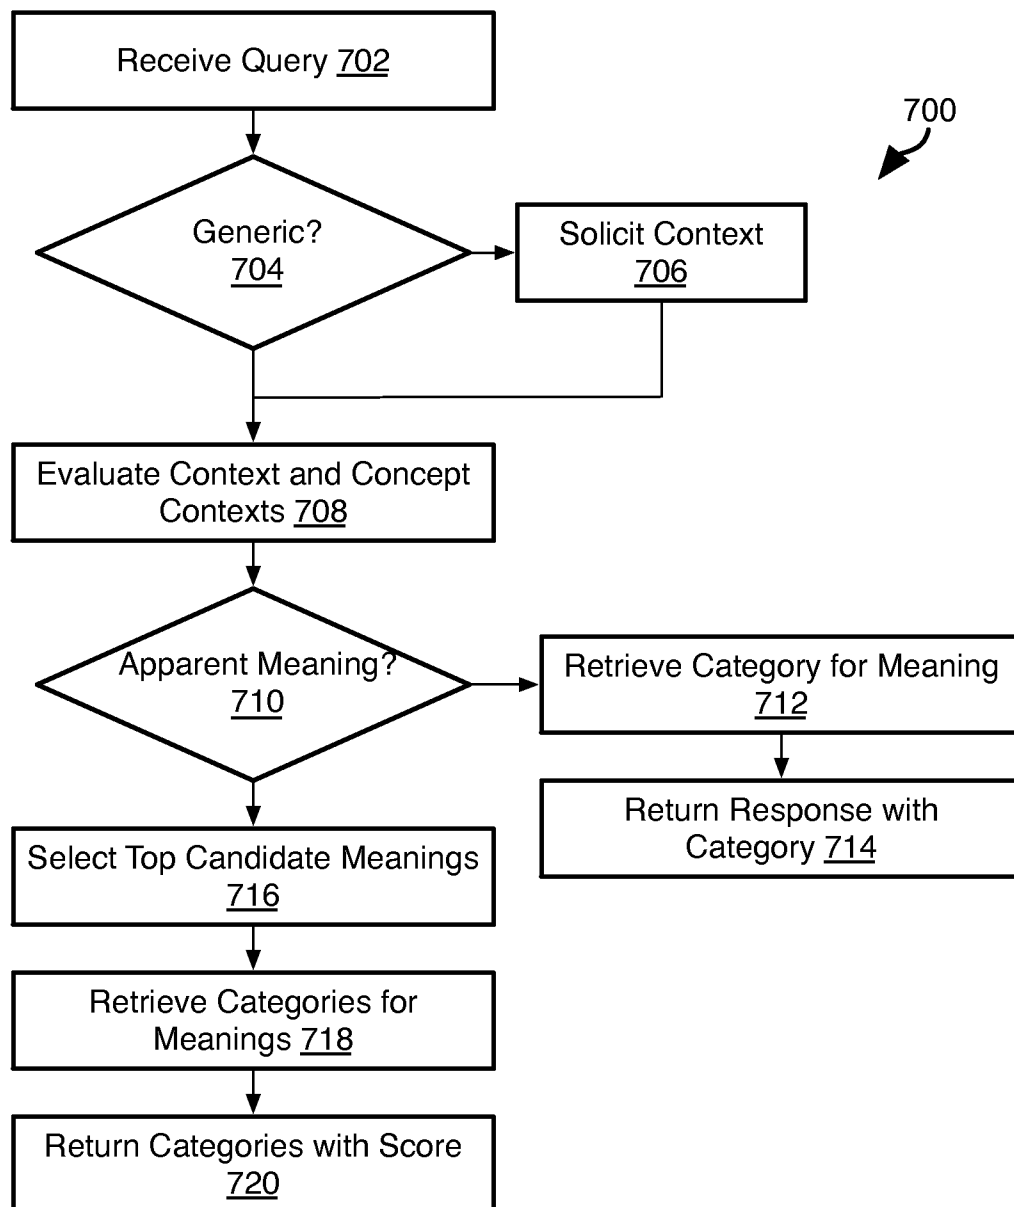 Receive Query 702
700
Generic?
704
Solicit Context
706
Evaluate Context and Concept
Contexts 708
Apparent Meaning?
710
Retrieve Category for Meaning
712
Return Response with
Category 714
Select Top Candidate Meanings
716
Retrieve Categories for
Meanings 718
Return Categories with Score
720